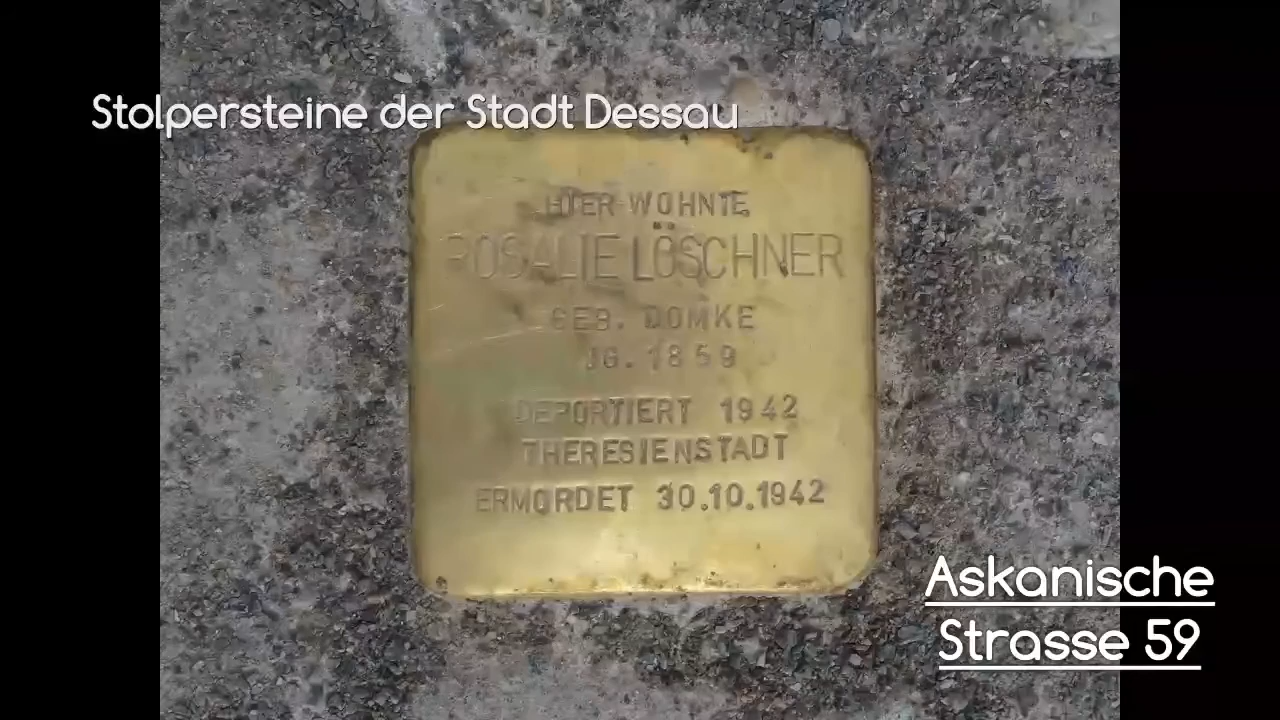 Stolpersteine der Stadt Dessau
HIER WOHNTE
ROSALIE LÖSCHNER
GEB. DOMKE
JG. 1859
DEPORTIERT 1942
THERESIENSTADT
ERMORDET 30.10.1942
Askanische
Strasse 59